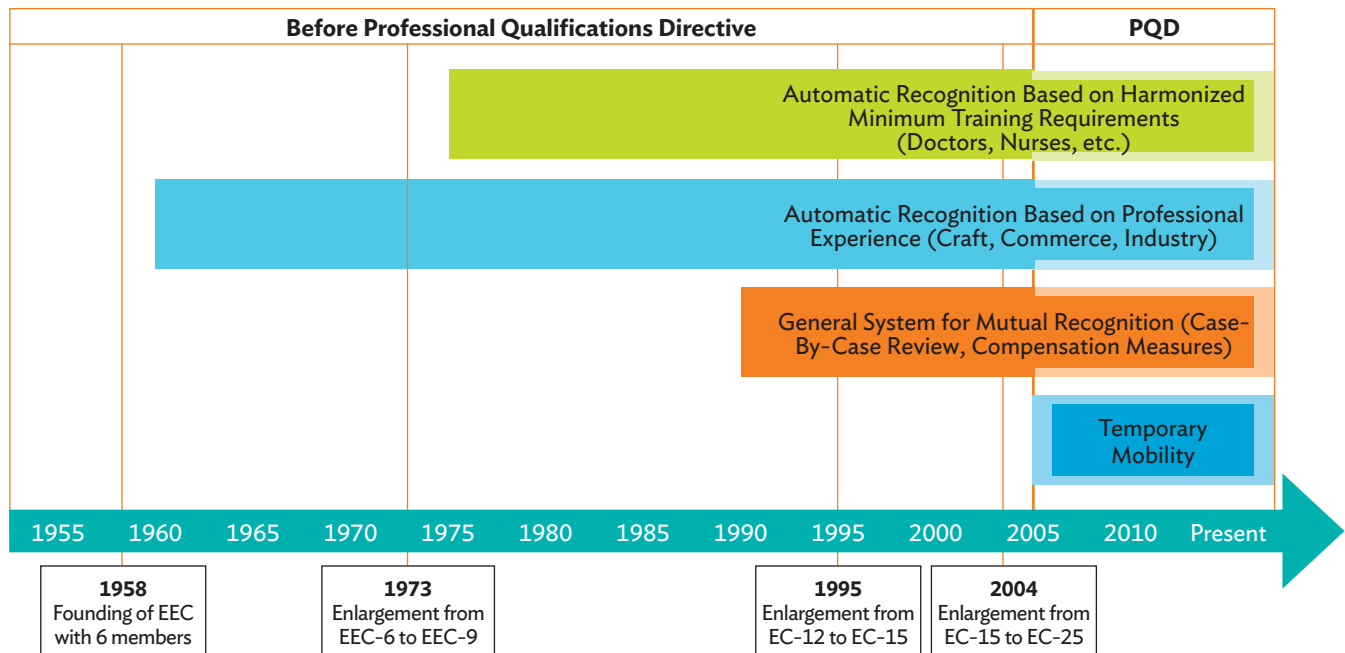 Before Professional Qualifications Directive
PQD
Automatic Recognition Based on Harmonized
Minimum Training Requirements
(Doctors, Nurses, etc.)
Automatic Recognition Based on Professional
Experience (Craft, Commerce, Industry)
General System for Mutual Recognition (Case-
By-Case Review, Compensation Measures)
Temporary
Mobility
1955 1960 1965 1970 1975 1980 1985 1990 1995 2000 2005 2010 Present
1958
Founding of EEC
with 6 members
1973
Enlargement from
EEC-6 to EEC-9
1995
Enlargement from
EC-12 to EC-15
2004
Enlargement from
EC-15 to EC-25